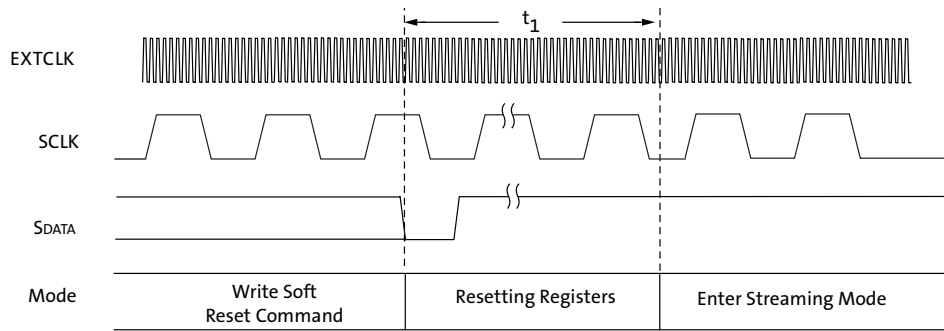 t1
EXTCLK
SCLK
SDATA
Mode
Write Soft
Reset Command
Resetting Registers
Enter Streaming Mode